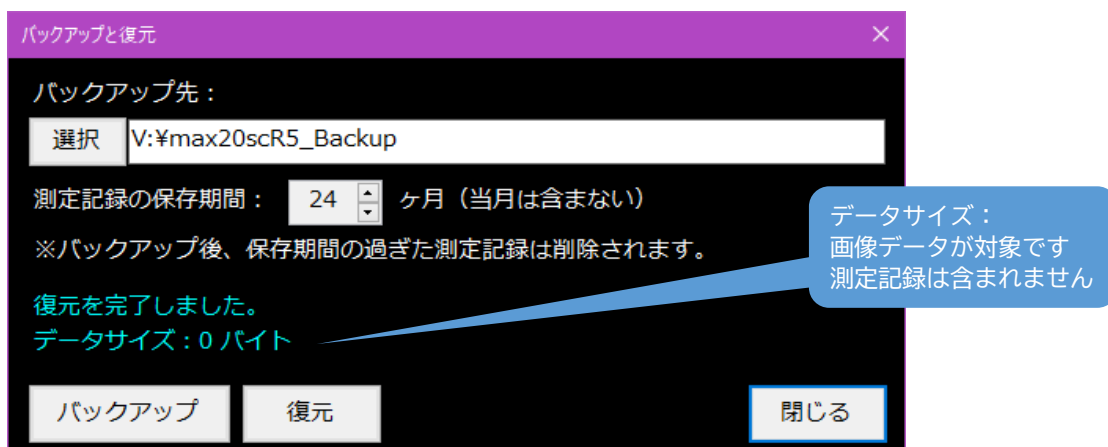 バックアップと復元
バックアップ先：
選択 V:¥max20scR5_Backup
測定記録の保存期間： 24 ヶ月（当月は含まない）
※バックアップ後、保存期間の過ぎた測定記録は削除されます。
データサイズ：
画像データが対象です
測定記録は含まれません
復元を完了しました。
データサイズ：0 バイト
バックアップ 復元 閉じる